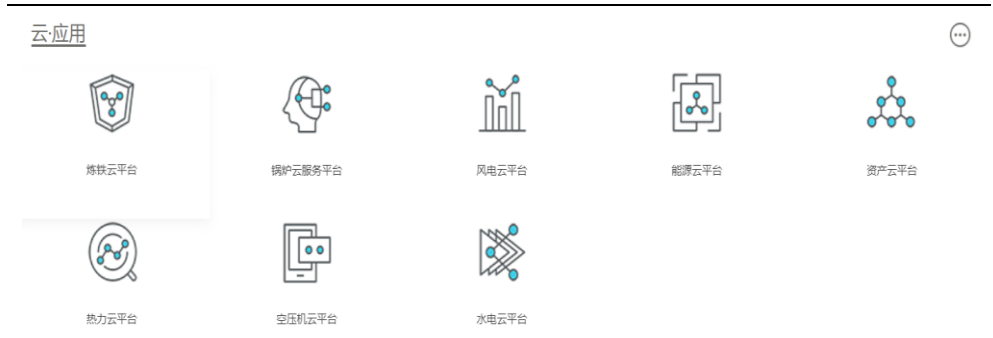 云·应用
炼铁云平台
锅炉云服务平台
风电云平台
能源云平台
资产云平台
热力云平台
空压机云平台
水电云平台